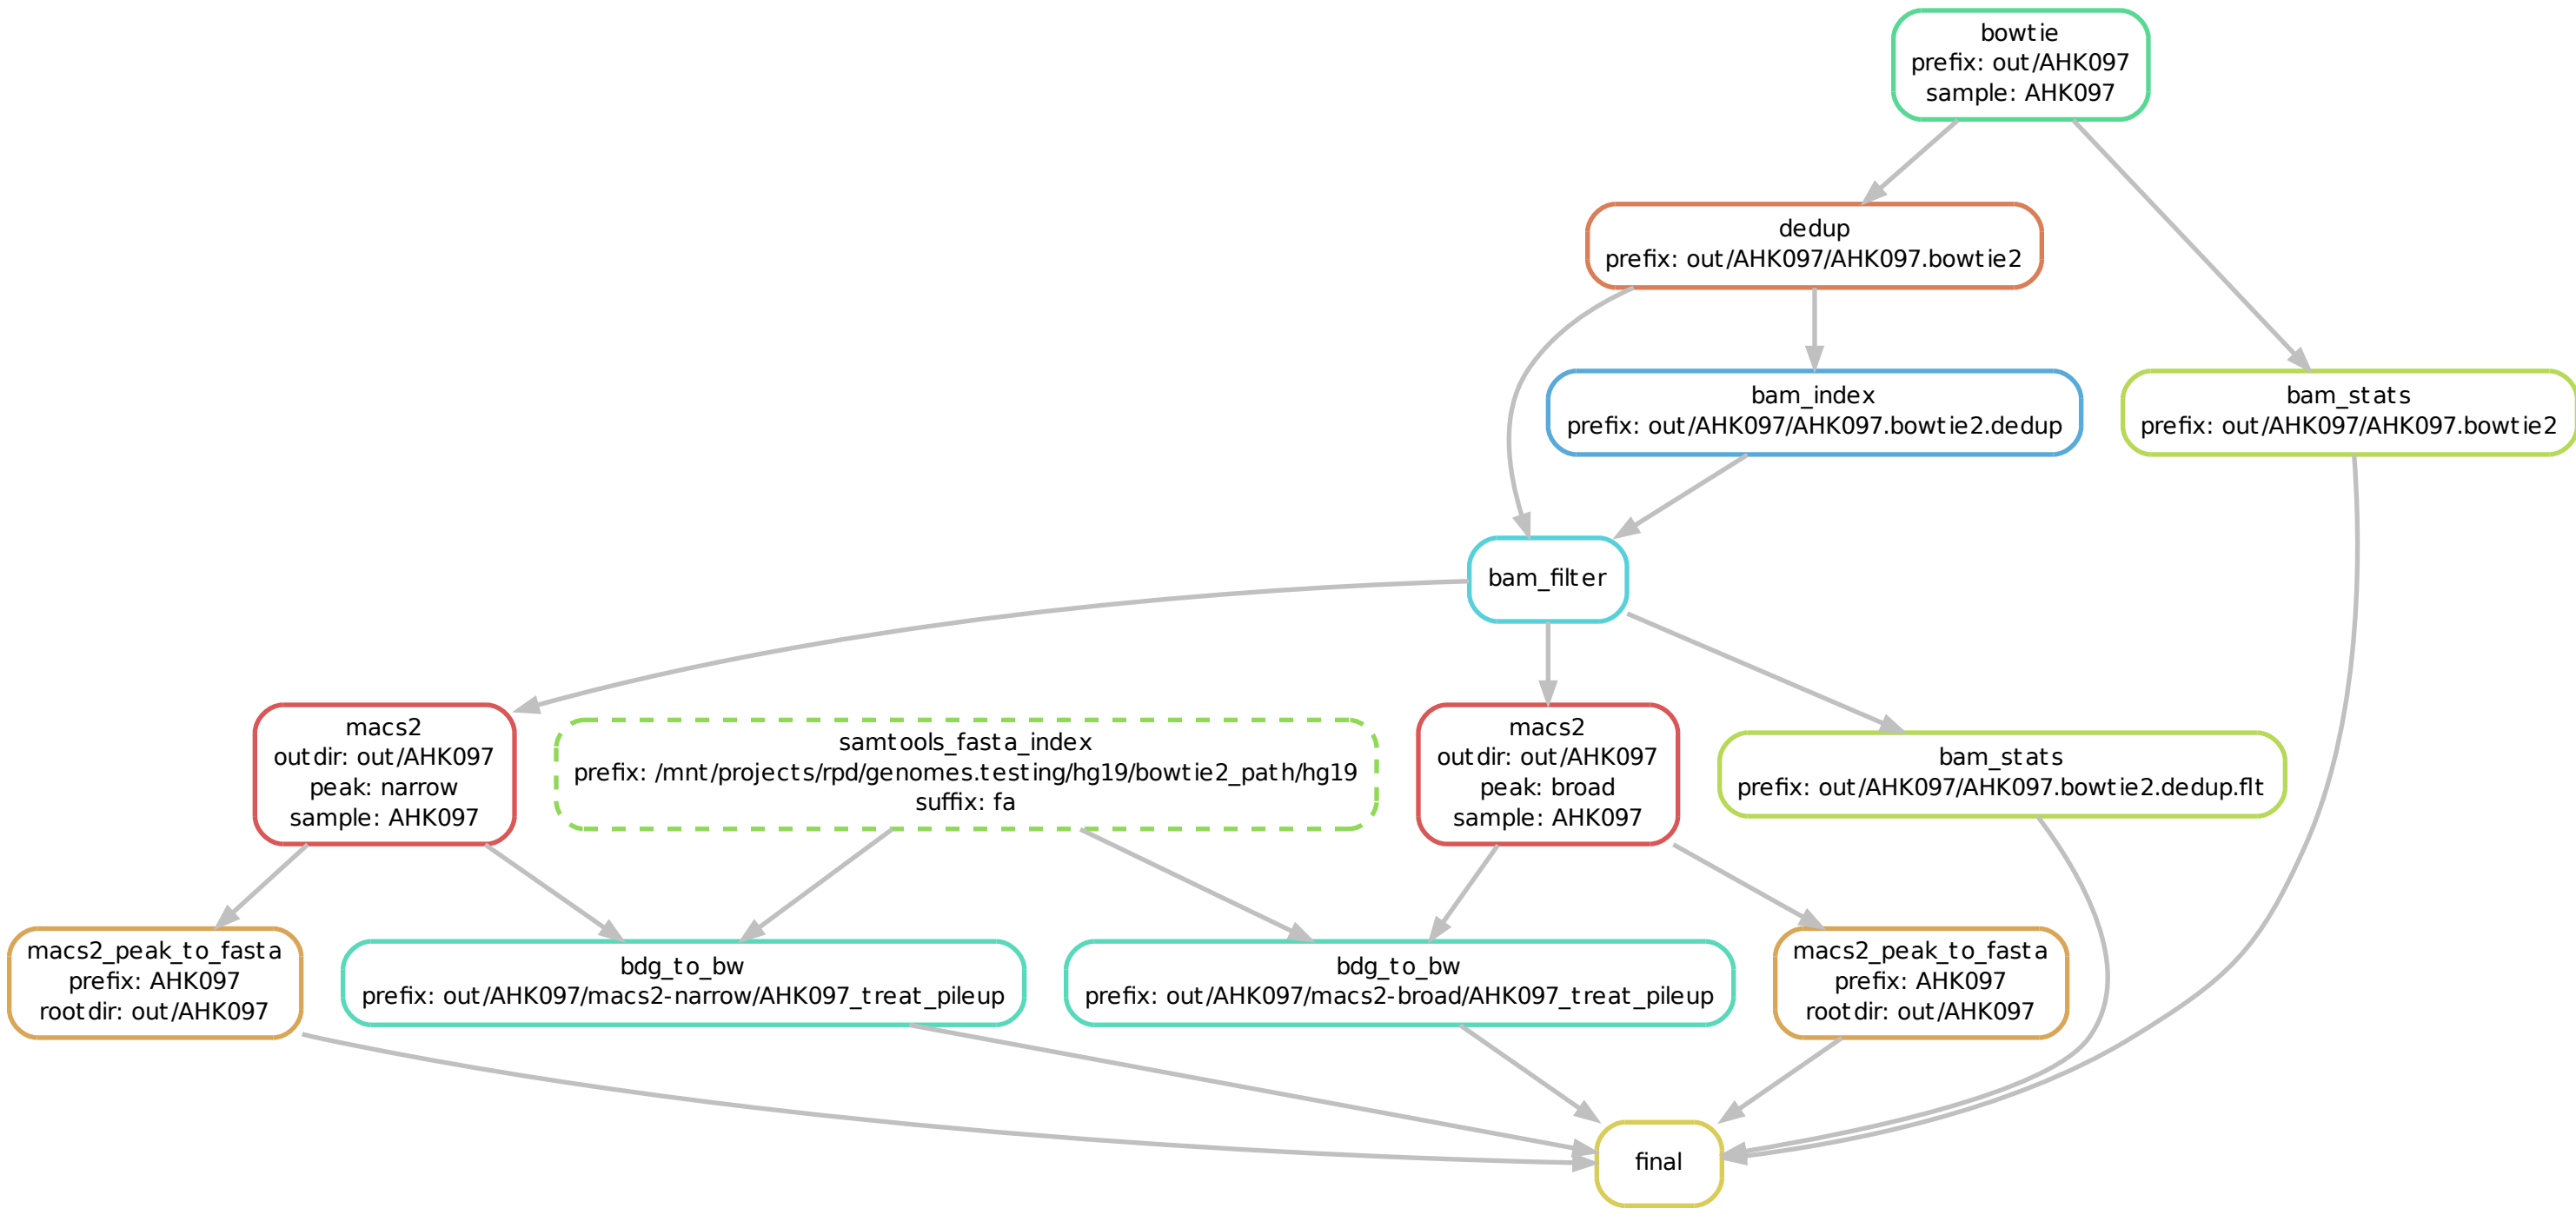 bowtie
prefix: out/AHK097
sample: AHK097
dedup
prefix: out/AHK097/AHK097.bowtie2
bam_index
prefix: out/AHK097/AHK097.bowtie2.dedup
bam_stats
prefix: out/AHK097/AHK097.bowtie2
bam_filter
macs2
outdir: out/AHK097
peak: narrow
sample: AHK097
samtools_fasta_index
prefix: /mnt/projects/rpd/genomes.testing/hg19/bowtie2_path/hg19
suffix: fa
macs2
outdir: out/AHK097
peak: broad
sample: AHK097
bam_stats
prefix: out/AHK097/AHK097.bowtie2.dedup.flt
macs2_peak_to_fasta
prefix: AHK097
rootdir: out/AHK097
bdg_to_bw
prefix: out/AHK097/macs2-narrow/AHK097_treat_pileup
bdg_to_bw
prefix: out/AHK097/macs2-broad/AHK097_treat_pileup
macs2_peak_to_fasta
prefix: AHK097
rootdir: out/AHK097
final